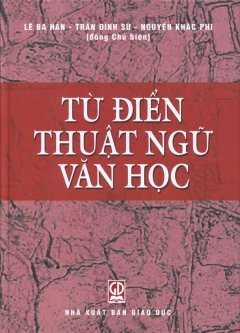 LÊ BÁ HÁN - TRẦN ĐÌNH SỬ - NGUYỄN KHẮC PHI
(đồng Chủ biên)
TỪ ĐIỂN
THUẬT NGỮ
VĂN HỌC
GD
NHÀ XUẤT BẢN GIÁO DỤC